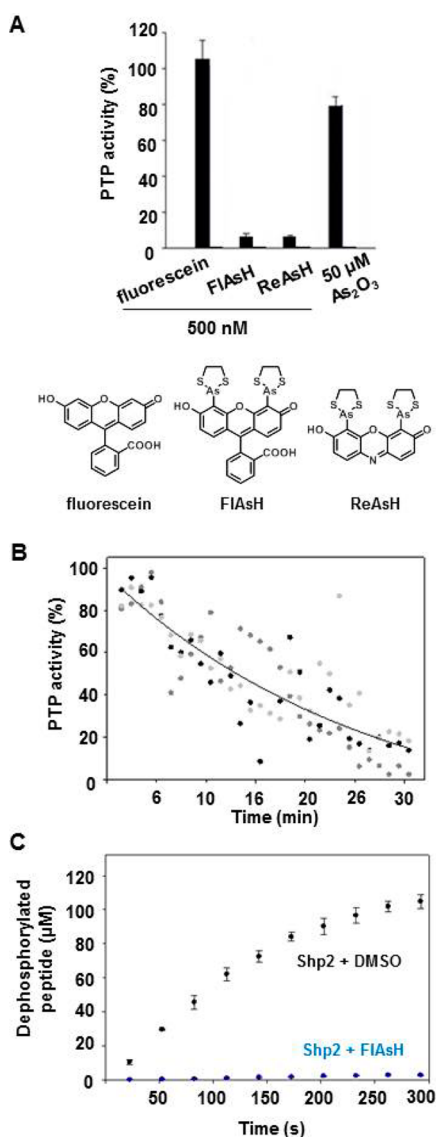 A
PTP activity (%)
120
100
80
60
40
20
0
fluorescein
FlAsH
ReAsH
50 µM
As2O3
500 nM
S S S S
As As
HO O O
COOH
fluorescein
S S S S
As As
HO O O
COOH
FlAsH
S S S S
As As
HO O O
N
ReAsH
B
PTP activity (%)
100
80
60
40
20
0
6 10 16 20 26 30
Time (min)
C
Dephosphorylated
peptide (µM)
120
100
80
60
40
20
0
Shp2 + DMSO
Shp2 + FlAsH
50 100 150 200 250 300
Time (s)